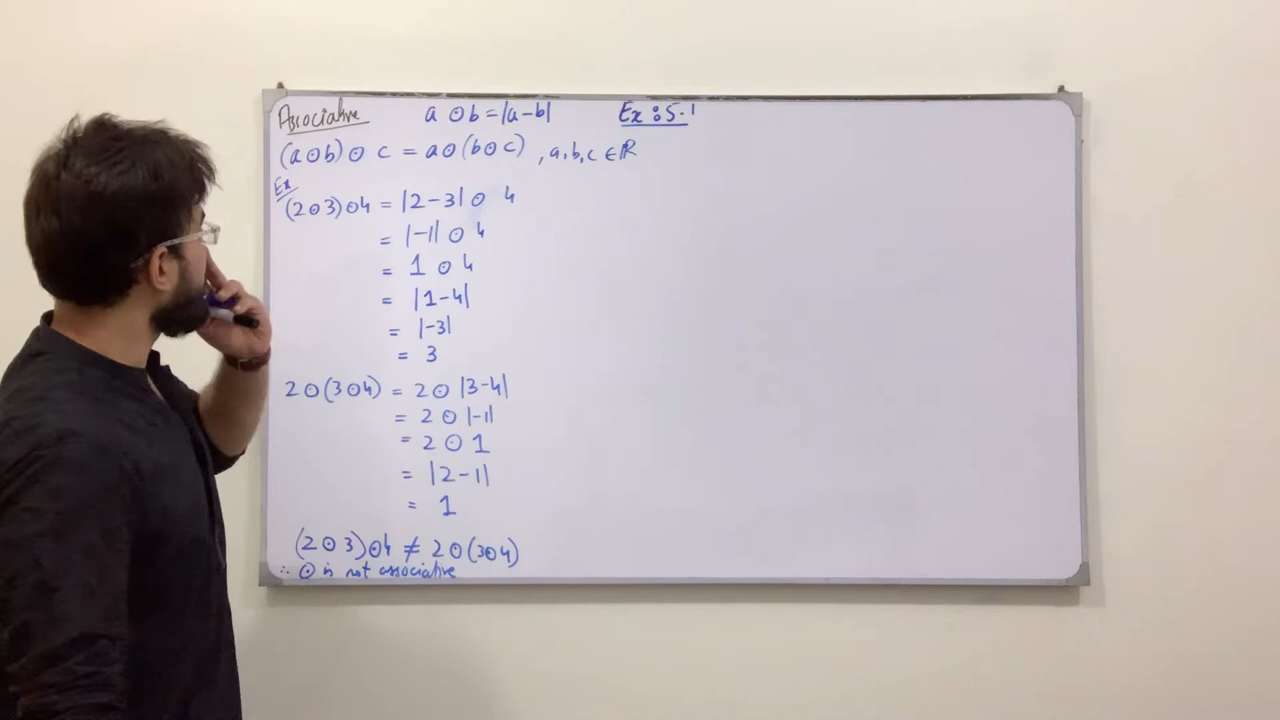 Associative a ⊙ b = |a-b| Ex : 5.1
(a⊙b)⊙ c = a⊙(b⊙c) , a,b,c ∈ ℝ
Ex
(2⊙3)⊙4 = |2-3|⊙ 4
= |-1| ⊙ 4
= 1 ⊙ 4
= |1-4|
= |-3|
= 3
2⊙(3⊙4) = 2⊙ |3-4|
= 2⊙ |-1|
= 2⊙ 1
= |2-1|
= 1
(2⊙3)⊙4 ≠ 2⊙(3⊙4)
∴ ⊙ is not associative